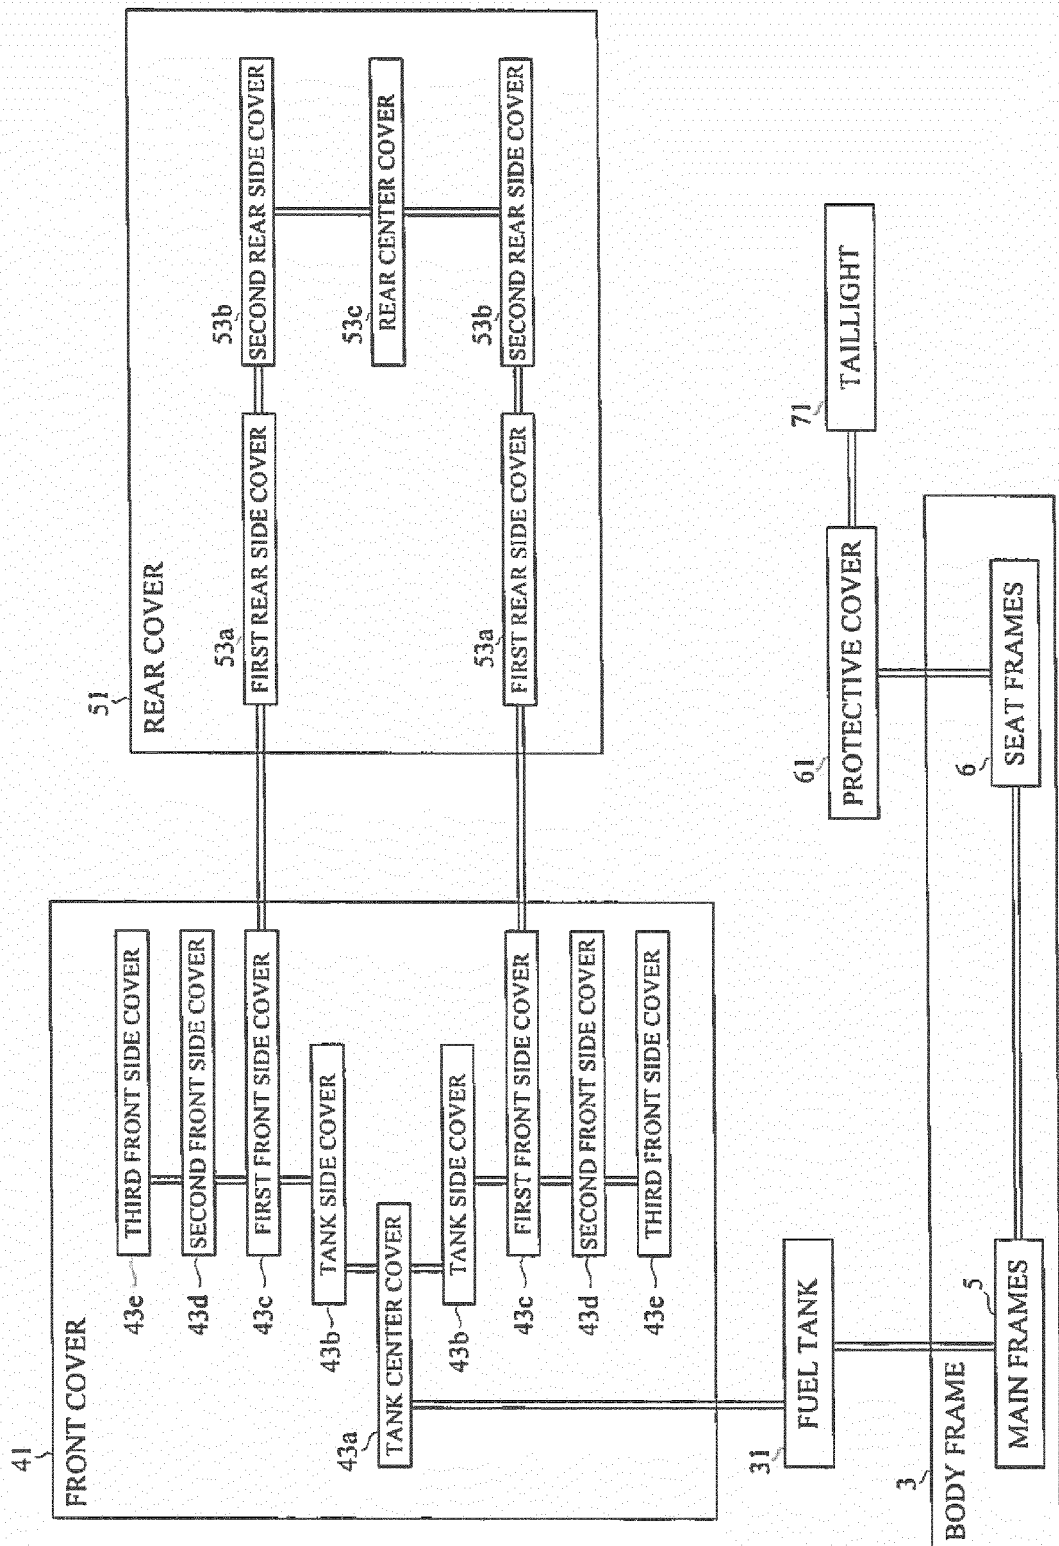 41
FRONT COVER
43e
THIRD FRONT SIDE COVER
43d
SECOND FRONT SIDE COVER
43c
FIRST FRONT SIDE COVER
43b
TANK SIDE COVER
43a
TANK CENTER COVER
43b
TANK SIDE COVER
43c
FIRST FRONT SIDE COVER
43d
SECOND FRONT SIDE COVER
43e
THIRD FRONT SIDE COVER
51
REAR COVER
53a
FIRST REAR SIDE COVER
53b
SECOND REAR SIDE COVER
53c
REAR CENTER COVER
53a
FIRST REAR SIDE COVER
53b
SECOND REAR SIDE COVER
31
FUEL TANK
61
PROTECTIVE COVER
71
TAILLIGHT
3
BODY FRAME
5
MAIN FRAMES
6
SEAT FRAMES